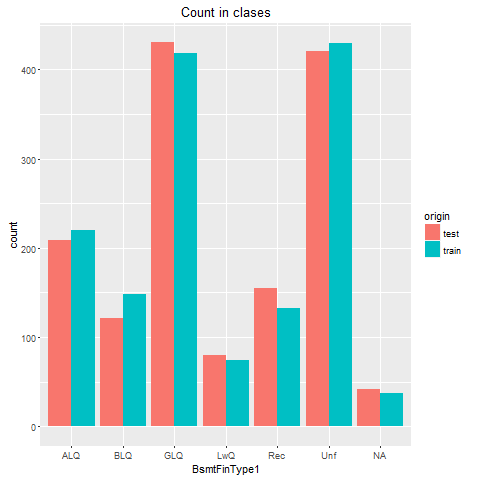 Count in clases
count
400
300
200
100
0
ALQ BLQ GLQ LwQ Rec Unf NA
BsmtFinType1
origin
test
train